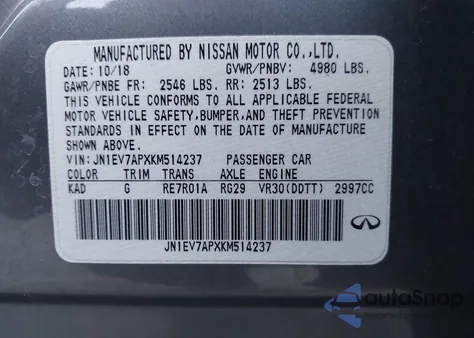 MANUFACTURED BY NISSAN MOTOR CO.,LTD.
DATE: 10/18 GVWR/PNBV: 4980 LBS.
GAWR/PNBE FR: 2546 LBS. RR: 2513 LBS.
THIS VEHICLE CONFORMS TO ALL APPLICABLE FEDERAL
MOTOR VEHICLE SAFETY,BUMPER,AND THEFT PREVENTION
STANDARDS IN EFFECT ON THE DATE OF MANUFACTURE
SHOWN ABOVE.
VIN: JN1EV7APXKM514237 PASSENGER CAR
COLOR TRIM TRANS AXLE ENGINE
KAD G RE7R01A RG29 VR30(DDTT) 2997CC
JN1EV7APXKM514237
autoSnap